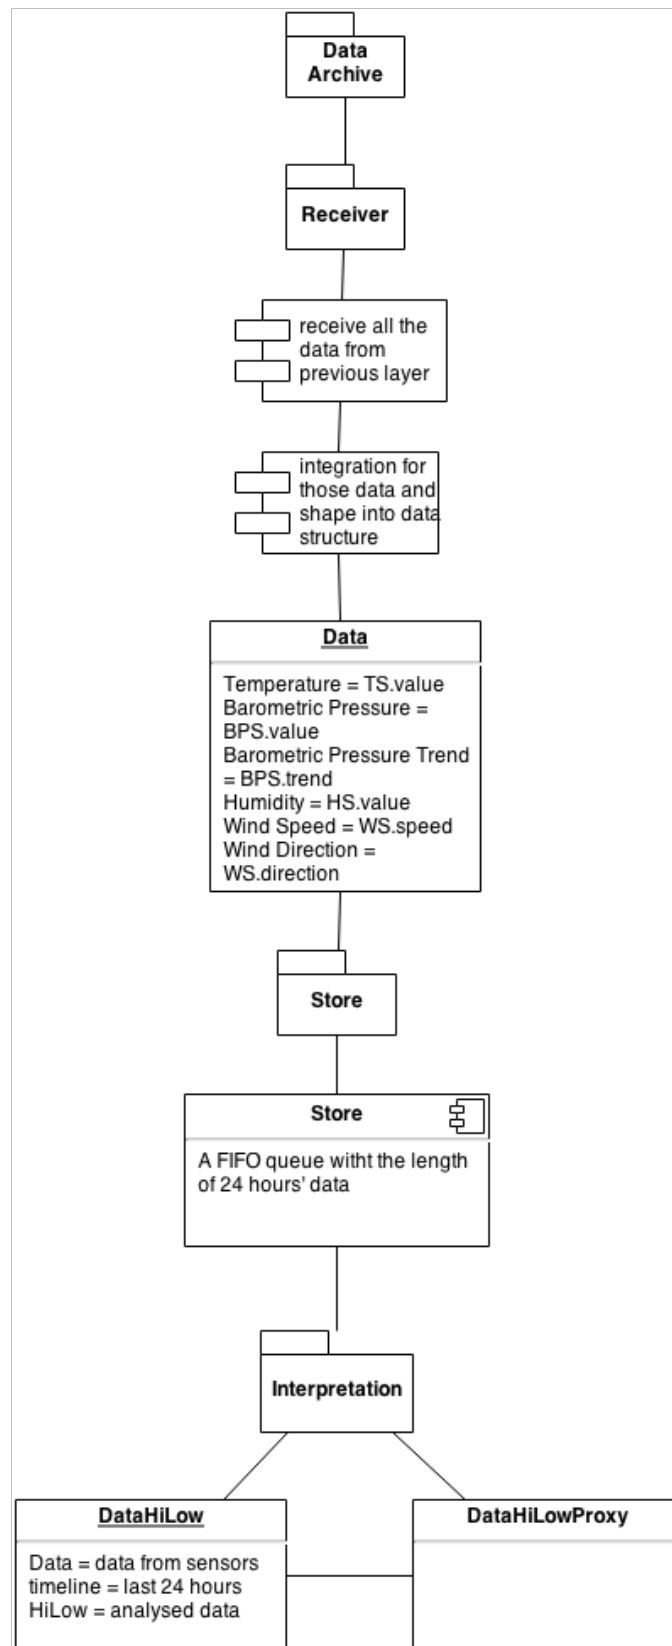 Data
Archive
Receiver
receive all the
data from
previous layer
integration for
those data and
shape into data
structure
Data
Temperature = TS.value
Barometric Pressure =
BPS.value
Barometric Pressure Trend
= BPS.trend
Humidity = HS.value
Wind Speed = WS.speed
Wind Direction =
WS.direction
Store
Store
A FIFO queue witht the length
of 24 hours' data
Interpretation
DataHiLow
Data = data from sensors
timeline = last 24 hours
HiLow = analysed data
DataHiLowProxy